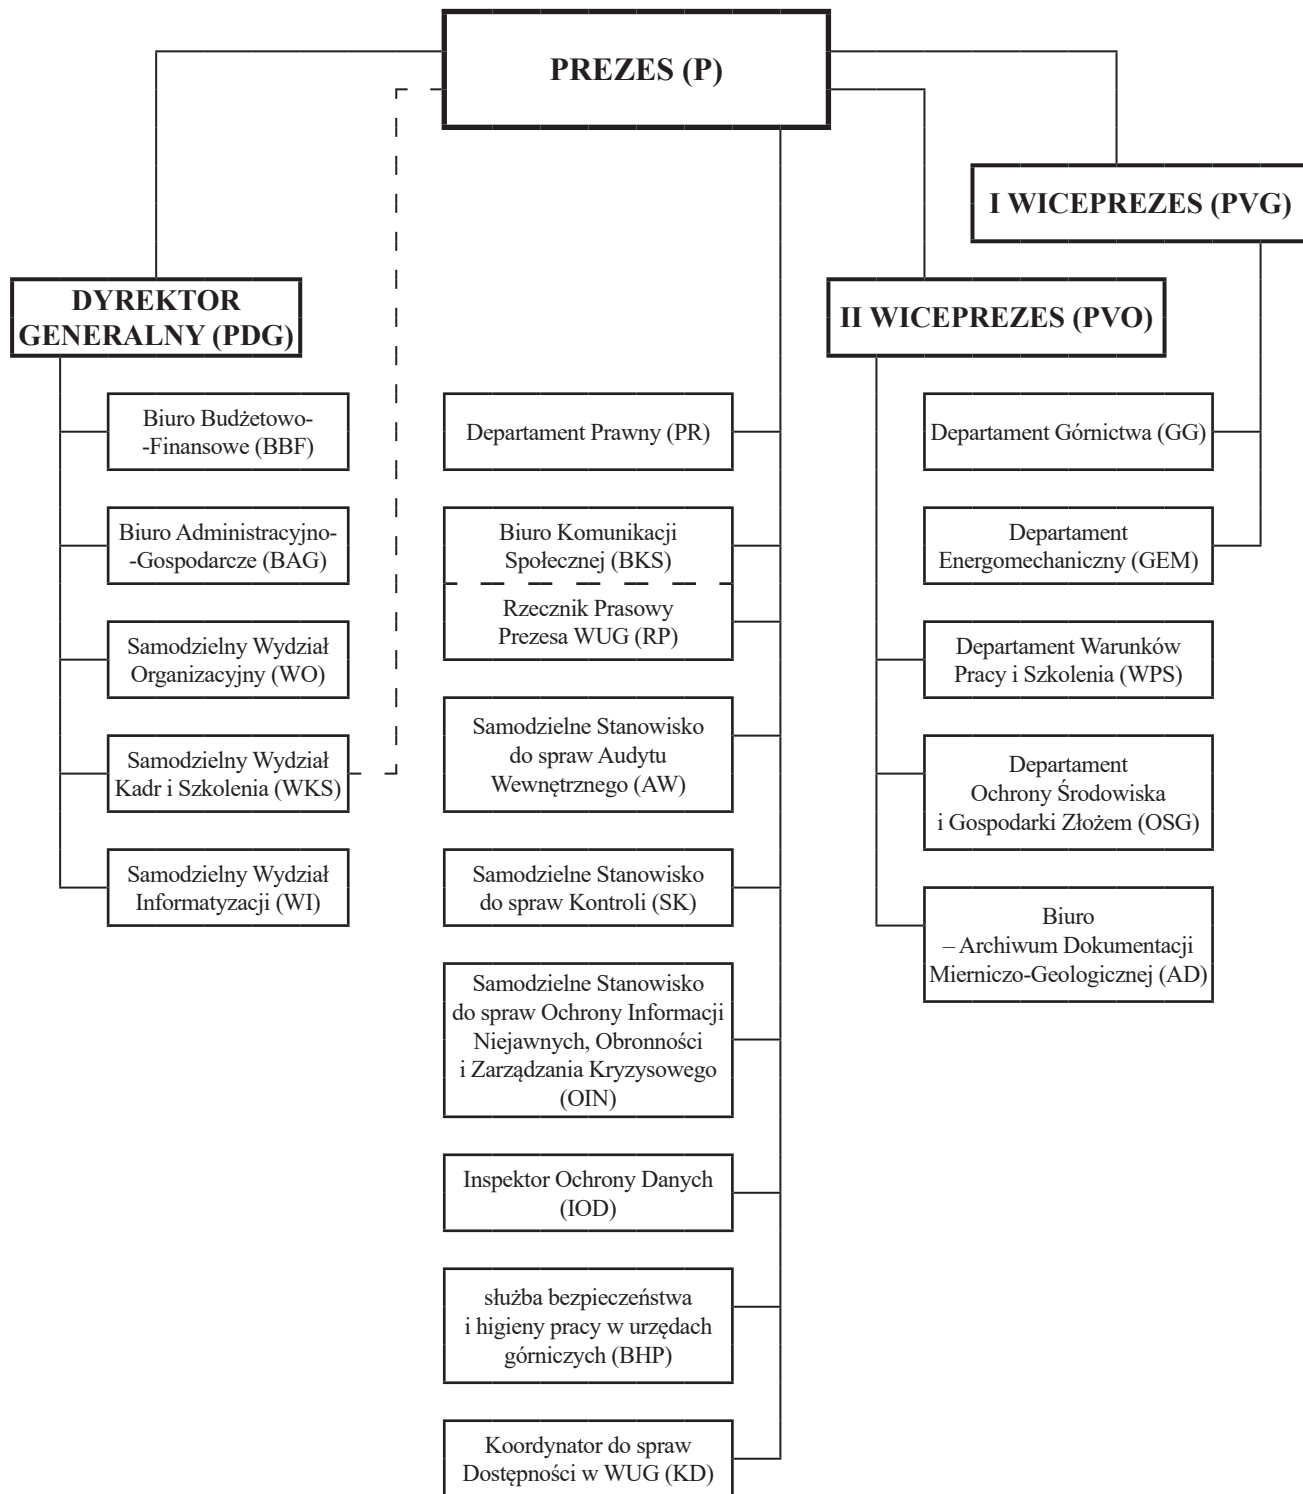 PREZES (P)
I WICEPREZES (PVG)
DYREKTOR
GENERALNY (PDG)
II WICEPREZES (PVO)
Biuro Budżetowo-
-Finansowe (BBF)
Biuro Administracyjno-
-Gospodarcze (BAG)
Samodzielny Wydział
Organizacyjny (WO)
Samodzielny Wydział
Kadr i Szkolenia (WKS)
Samodzielny Wydział
Informatyzacji (WI)
Departament Prawny (PR)
Biuro Komunikacji
Społecznej (BKS)
Rzecznik Prasowy
Prezesa WUG (RP)
Samodzielne Stanowisko
do spraw Audytu
Wewnętrznego (AW)
Samodzielne Stanowisko
do spraw Kontroli (SK)
Samodzielne Stanowisko
do spraw Ochrony Informacji
Niejawnych, Obronności
i Zarządzania Kryzysowego
(OIN)
Inspektor Ochrony Danych
(IOD)
służba bezpieczeństwa
i higieny pracy w urzędach
górniczych (BHP)
Koordynator do spraw
Dostępności w WUG (KD)
Departament Górnictwa (GG)
Departament
Energomechaniczny (GEM)
Departament Warunków
Pracy i Szkolenia (WPS)
Departament
Ochrony Środowiska
i Gospodarki Złożem (OSG)
Biuro
– Archiwum Dokumentacji
Mierniczo-Geologicznej (AD)